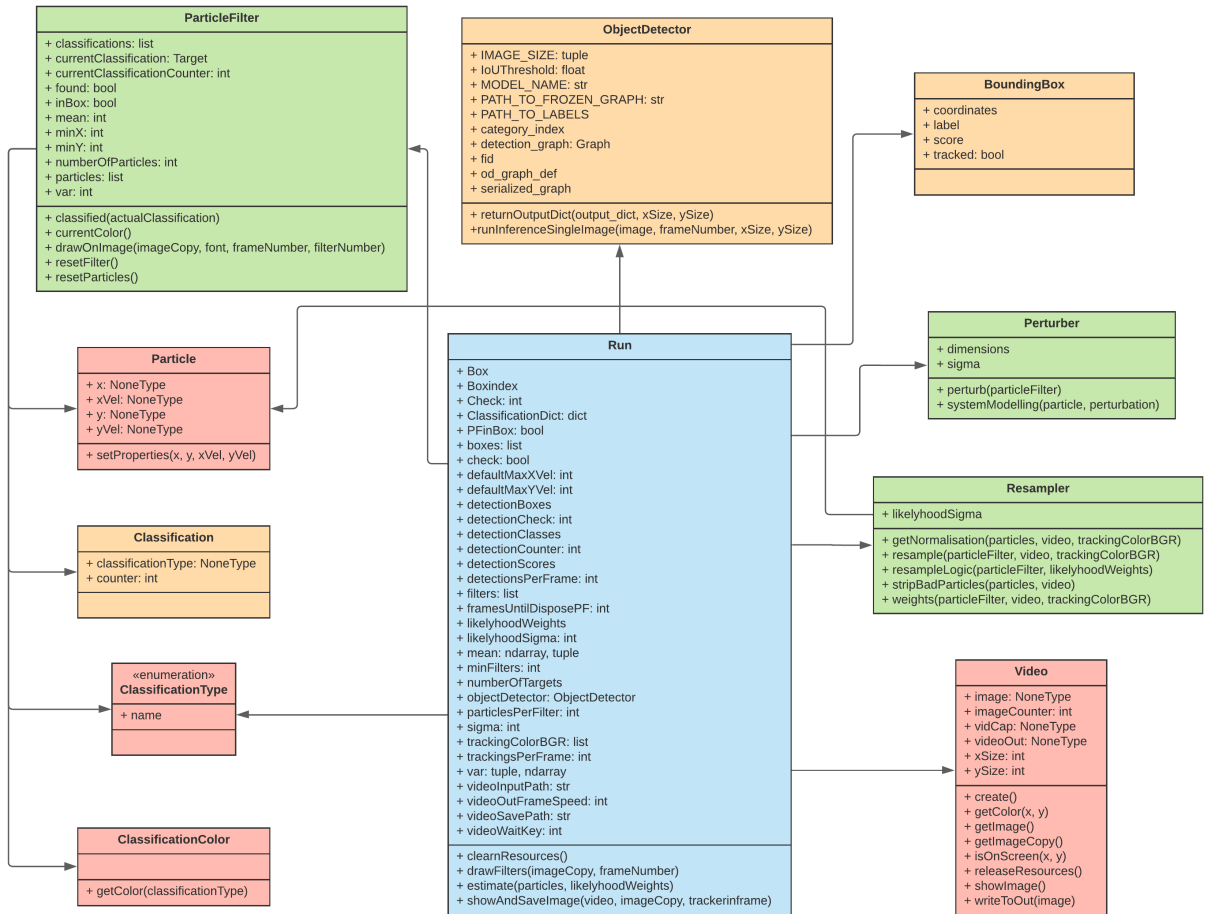 ParticleFilter
+ classifications: list
+ currentClassification: Target
+ currentClassificationCounter: int
+ found: bool
+ inBox: bool
+ mean: int
+ minX: int
+ minY: int
+ numberOfParticles: int
+ particles: list
+ var: int
+ classified(actualClassification)
+ currentColor()
+ drawOnImage(imageCopy, font, frameNumber, filterNumber)
+ resetFilter()
+ resetParticles()
ObjectDetector
+ IMAGE_SIZE: tuple
+ IoUThreshold: float
+ MODEL_NAME: str
+ PATH_TO_FROZEN_GRAPH: str
+ PATH_TO_LABELS
+ category_index
+ detection_graph: Graph
+ fid
+ od_graph_def
+ serialized_graph
+ returnOutputDict(output_dict, xSize, ySize)
+runInferenceSingleImage(image, frameNumber, xSize, ySize)
BoundingBox
+ coordinates
+ label
+ score
+ tracked: bool
Particle
+ x: NoneType
+ xVel: NoneType
+ y: NoneType
+ yVel: NoneType
+ setProperties(x, y, xVel, yVel)
Classification
+ classificationType: NoneType
+ counter: int
«enumeration»
ClassificationType
+ name
ClassificationColor
+ getColor(classificationType)
Run
+ Box
+ Boxindex
+ Check: int
+ ClassificationDict: dict
+ PFinBox: bool
+ boxes: list
+ check: bool
+ defaultMaxXVel: int
+ defaultMaxYVel: int
+ detectionBoxes
+ detectionCheck: int
+ detectionClasses
+ detectionCounter: int
+ detectionScores
+ detectionsPerFrame: int
+ filters: list
+ framesUntilDisposePF: int
+ likelyhoodWeights
+ likelyhoodSigma: int
+ mean: ndarray, tuple
+ minFilters: int
+ numberOfTargets
+ objectDetector: ObjectDetector
+ particlesPerFilter: int
+ sigma: int
+ trackingColorBGR: list
+ trackingsPerFrame: int
+ var: tuple, ndarray
+ videoInputPath: str
+ videoOutFrameSpeed: int
+ videoSavePath: str
+ videoWaitKey: int
+ clearnResources()
+ drawFilters(imageCopy, frameNumber)
+ estimate(particles, likelyhoodWeights)
+ showAndSaveImage(video, imageCopy, trackerinframe)
Perturber
+ dimensions
+ sigma
+ perturb(particleFilter)
+ systemModelling(particle, perturbation)
Resampler
+ likelyhoodSigma
+ getNormalisation(particles, video, trackingColorBGR)
+ resample(particleFilter, video, trackingColorBGR)
+ resampleLogic(particleFilter, likelyhoodWeights)
+ stripBadParticles(particles, video)
+ weights(particleFilter, video, trackingColorBGR)
Video
+ image: NoneType
+ imageCounter: int
+ vidCap: NoneType
+ videoOut: NoneType
+ xSize: int
+ ySize: int
+ create()
+ getColor(x, y)
+ getImage()
+ getImageCopy()
+ isOnScreen(x, y)
+ releaseResources()
+ showImage()
+ writeToOut(image)